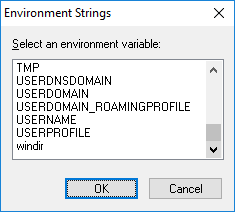 Environment Strings
Select an environment variable:
TMP
USERDNSDOMAIN
USERDOMAIN
USERDOMAIN_ROAMINGPROFILE
USERNAME
USERPROFILE
windir
OK
Cancel